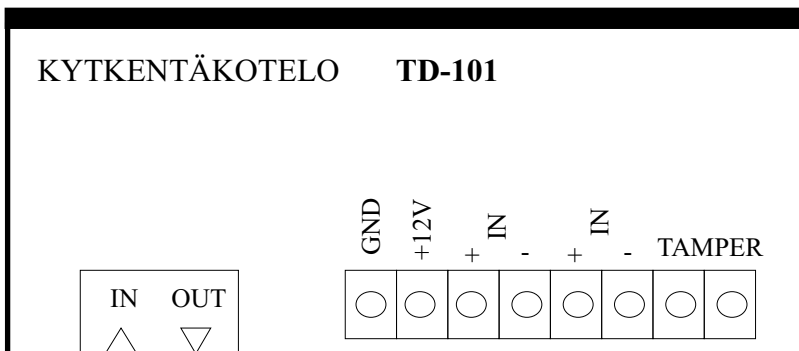 KYTKENTÄKOTELO TD-101
GND +12V + IN - + IN - TAMPER
IN OUT